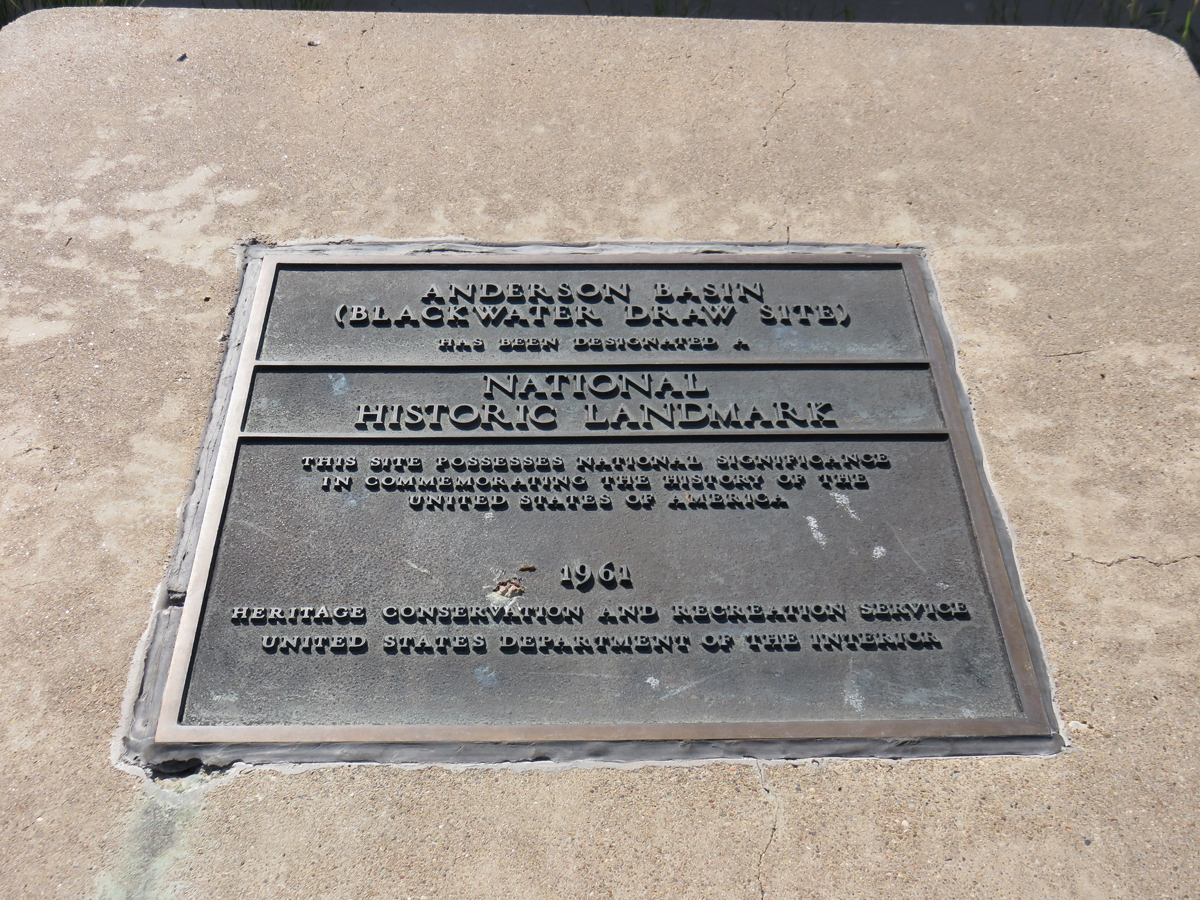 ANDERSON BASIN
(BLACKWATER DRAW SITE)
HAS BEEN DESIGNATED A
NATIONAL
HISTORIC LANDMARK
THIS SITE POSSESSES NATIONAL SIGNIFICANCE
IN COMMEMORATING THE HISTORY OF THE
UNITED STATES OF AMERICA
1961
HERITAGE CONSERVATION AND RECREATION SERVICE
UNITED STATES DEPARTMENT OF THE INTERIOR